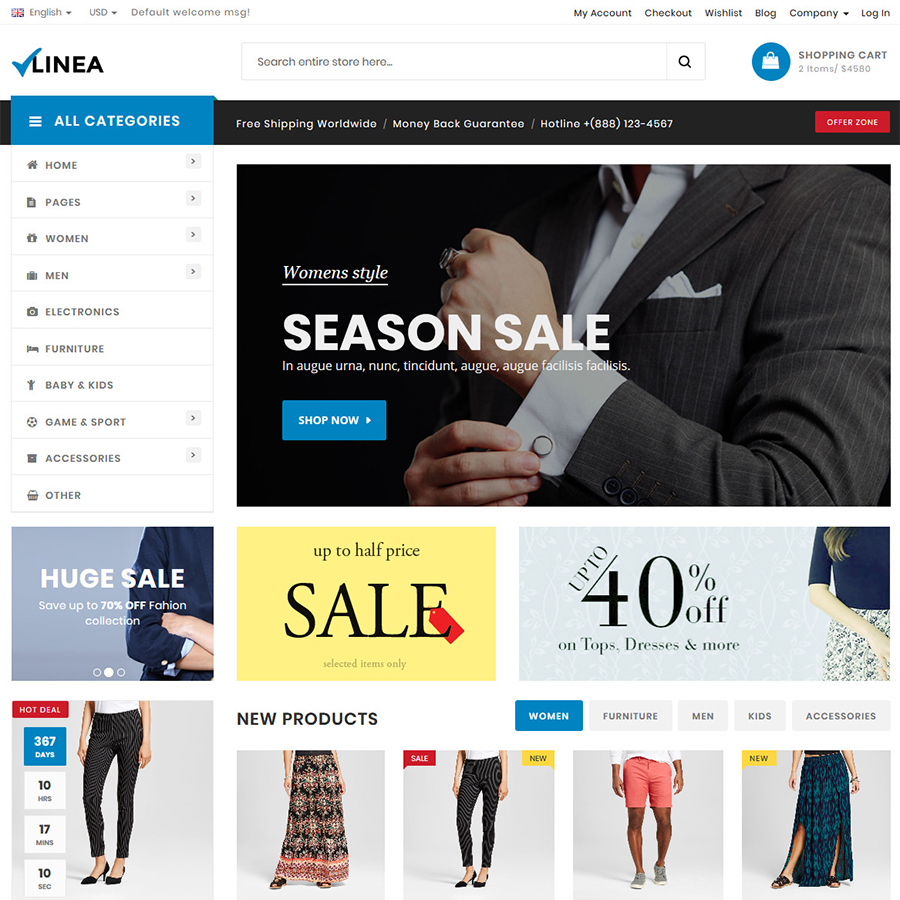 English USD Default welcome msg! My Account Checkout Wishlist Blog Company Log In
LINEA
Search entire store here...
SHOPPING CART
2 Items/ $4580
ALL CATEGORIES
Free Shipping Worldwide / Money Back Guarantee / Hotline +(888) 123-4567
OFFER ZONE
HOME
PAGES
WOMEN
MEN
ELECTRONICS
FURNITURE
BABY & KIDS
GAME & SPORT
ACCESSORIES
OTHER
Womens style
SEASON SALE
In augue urna, nunc, tincidunt, augue, augue facilisis facilisis.
SHOP NOW
HUGE SALE
Save up to 70% OFF Fahion
collection
up to half price
SALE
selected items only
UPTO
40% off
on Tops, Dresses & more
HOT DEAL
367
DAYS
10
HRS
17
MINS
10
SEC
NEW PRODUCTS
WOMEN FURNITURE MEN KIDS ACCESSORIES
SALE NEW NEW